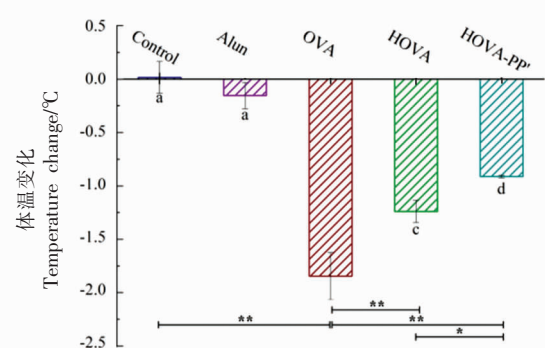 0.5
0.0
-0.5
-1.0
-1.5
-2.0
-2.5
体温变化
Temperature change/℃
Control
Alun
OVA
HOVA
HOVA-PP'
a
a
c
d
**
**
**
*